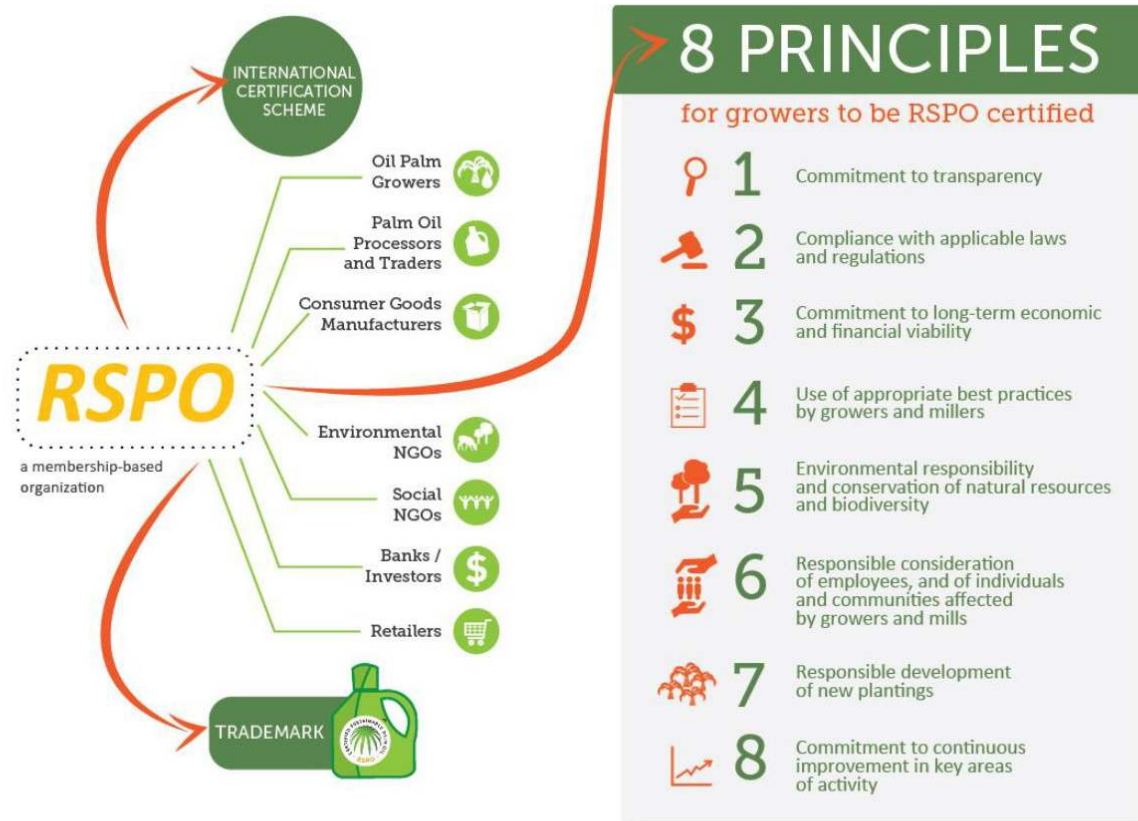 INTERNATIONAL
CERTIFICATION
SCHEME
Oil Palm
Growers
Palm Oil
Processors
and Traders
Consumer Goods
Manufacturers
RSPO
a membership-based
organization
Environmental
NGOs
Social
NGOs
Banks /
Investors
$
Retailers
TRADEMARK
CERTIFIED SUSTAINABLE PALM OIL
RSPO
8 PRINCIPLES
for growers to be RSPO certified
1 Commitment to transparency
2 Compliance with applicable laws
and regulations
$ 3 Commitment to long-term economic
and financial viability
4 Use of appropriate best practices
by growers and millers
5 Environmental responsibility
and conservation of natural resources
and biodiversity
6 Responsible consideration
of employees, and of individuals
and communities affected
by growers and mills
7 Responsible development
of new plantings
8 Commitment to continuous
improvement in key areas
of activity